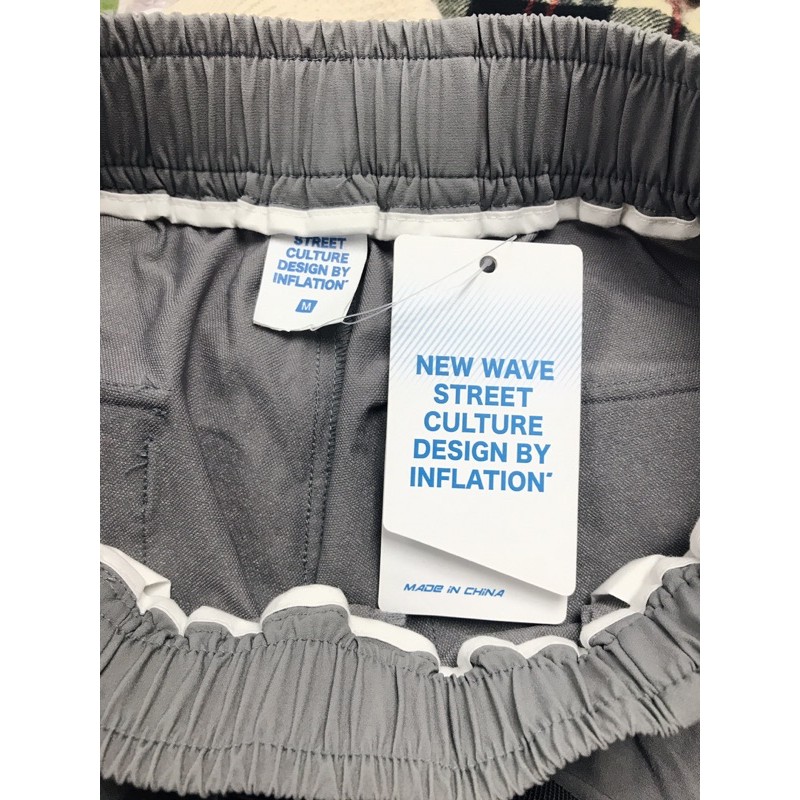 STREET
CULTURE
DESIGN BY
INFLATION"
M
NEW WAVE
STREET
CULTURE
DESIGN BY
INFLATION"
MADE IN CHINA